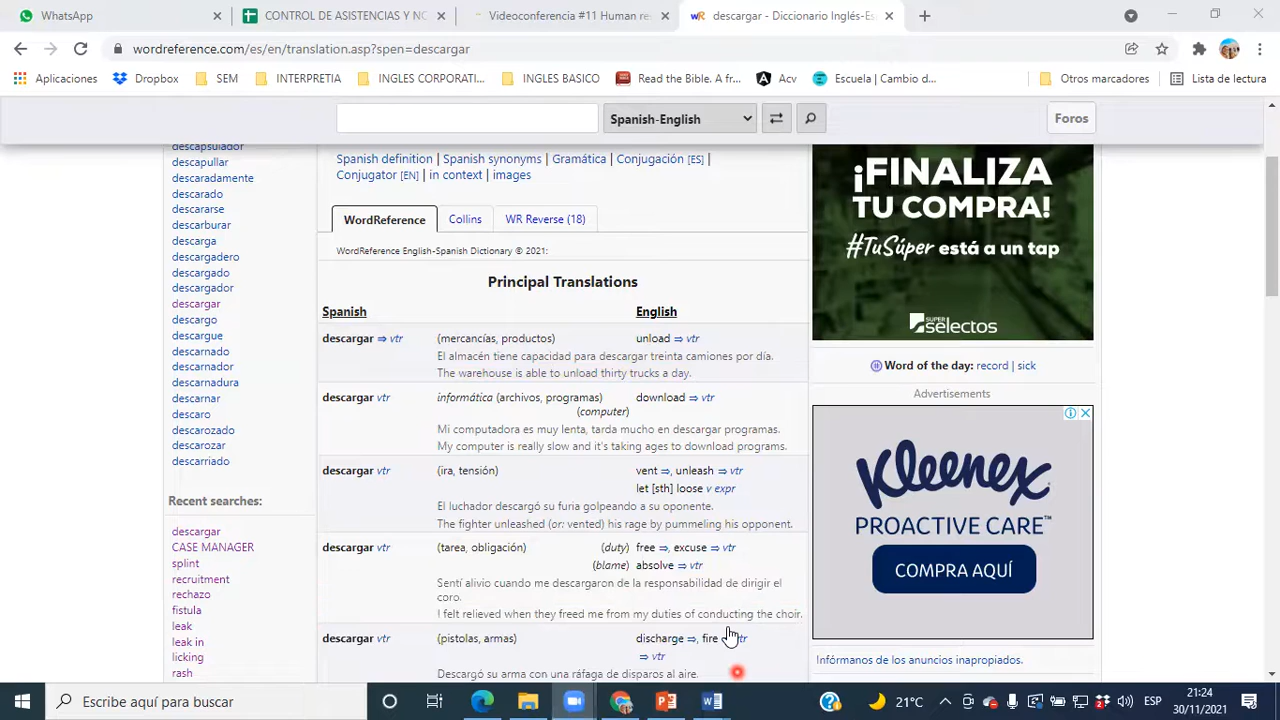 WhatsApp
CONTROL DE ASISTENCIAS Y NO
Videoconferencia #11 Human re
descargar - Diccionario Inglés-Es
wordreference.com/es/en/translation.asp?spen=descargar
Aplicaciones Dropbox SEM INTERPRETIA INGLES CORPORATI... INGLES BASICO Read the Bible. A fr... Acv Escuela | Cambio d... Otros marcadores Lista de lectura
Spanish-English Foros
descapsulador
descapullar
descaradamente
descarado
descararse
descarburar
descarga
descargadero
descargado
descargador
descargar
descargo
descargue
descarnado
descarnador
descarnadura
descarnar
descaro
descarozado
descarozar
descarriado
Recent searches:
descargar
CASE MANAGER
splint
recruitment
rechazo
fistula
leak
leak in
licking
rash
Spanish definition | Spanish synonyms | Gramática | Conjugación [ES] |
Conjugator [EN] | in context | images
WordReference Collins WR Reverse (18)
WordReference English-Spanish Dictionary © 2021:
Principal Translations
Spanish English
descargar ⇒ vtr (mercancías, productos) unload ⇒ vtr
El almacén tiene capacidad para descargar treinta camiones por día.
The warehouse is able to unload thirty trucks a day.
descargar vtr informática (archivos, programas) download ⇒ vtr
(computer)
Mi computadora es muy lenta, tarda mucho en descargar programas.
My computer is really slow and it's taking ages to download programs.
descargar vtr (ira, tensión) vent ⇒, unleash ⇒ vtr
let [sth] loose v expr
El luchador descargó su furia golpeando a su oponente.
The fighter unleashed (or: vented) his rage by pummeling his opponent.
descargar vtr (tarea, obligación) (duty) free ⇒, excuse ⇒ vtr
(blame) absolve ⇒ vtr
Sentí alivio cuando me descargaron de la responsabilidad de dirigir el
coro.
I felt relieved when they freed me from my duties of conducting the choir.
descargar vtr (pistolas, armas) discharge ⇒, fire vtr
⇒ vtr
Descargó su arma con una ráfaga de disparos al aire.
¡FINALIZA
TU COMPRA!
#TuSúper está a un tap
SUPER
selectos
Word of the day: record | sick
Advertisements
Kleenex
PROACTIVE CARE™
COMPRA AQUÍ
Infórmanos de los anuncios inapropiados.
Escribe aquí para buscar
21°C
ESP
21:24
30/11/2021